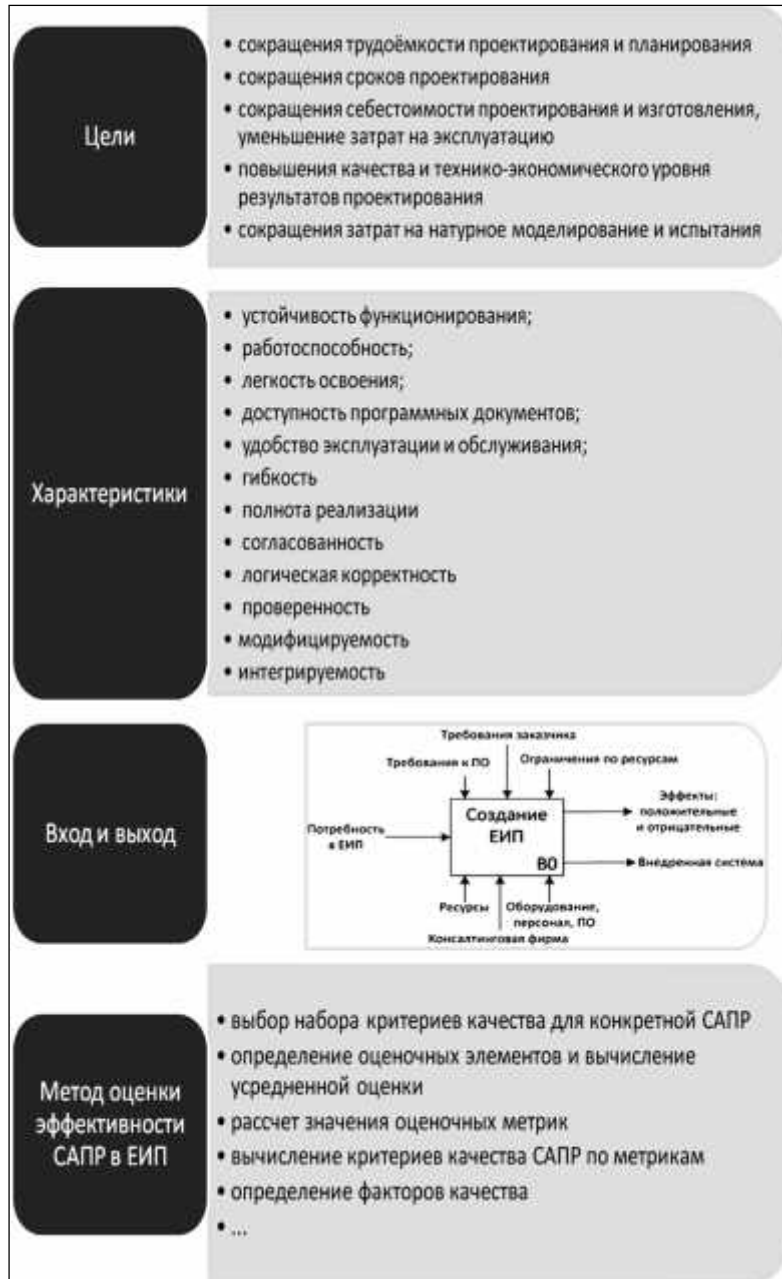 Цели
• сокращения трудоёмкости проектирования и планирования
• сокращения сроков проектирования
• сокращения себестоимости проектирования и изготовления,
уменьшение затрат на эксплуатацию
• повышения качества и технико-экономического уровня
результатов проектирования
• сокращения затрат на натурное моделирование и испытания
Характеристики
• устойчивость функционирования;
• работоспособность;
• легкость освоения;
• доступность программных документов;
• удобство эксплуатации и обслуживания;
• гибкость
• полнота реализации
• согласованность
• логическая корректность
• проверенность
• модифицируемость
• интегрируемость
Вход и выход
Требования заказчика
Требования к ПО
Ограничения по ресурсам
Потребность
в ЕИП
Создание
ЕИП
B0
Эффекты:
положительные
и отрицательные
Внедренная система
Ресурсы
Оборудование,
персонал, ПО
Консалтинговая фирма
Метод оценки
эффективности
САПР в ЕИП
• выбор набора критериев качества для конкретной САПР
• определение оценочных элементов и вычисление
усредненной оценки
• рассчет значения оценочных метрик
• вычисление критериев качества САПР по метрикам
• определение факторов качества
• ...